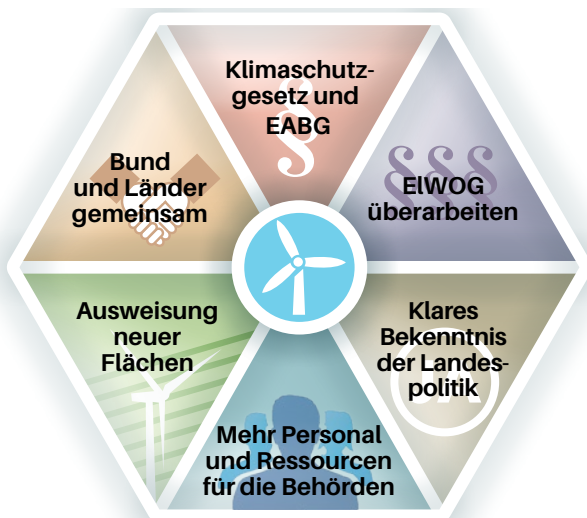 Klimaschutz-
gesetz und
EABG
§
ElWOG
überarbeiten
§§§
Klares
Bekenntnis
der Landes-
politik
JA
Mehr Personal
und Ressourcen
für die Behörden
Ausweisung
neuer
Flächen
Bund
und Länder
gemeinsam